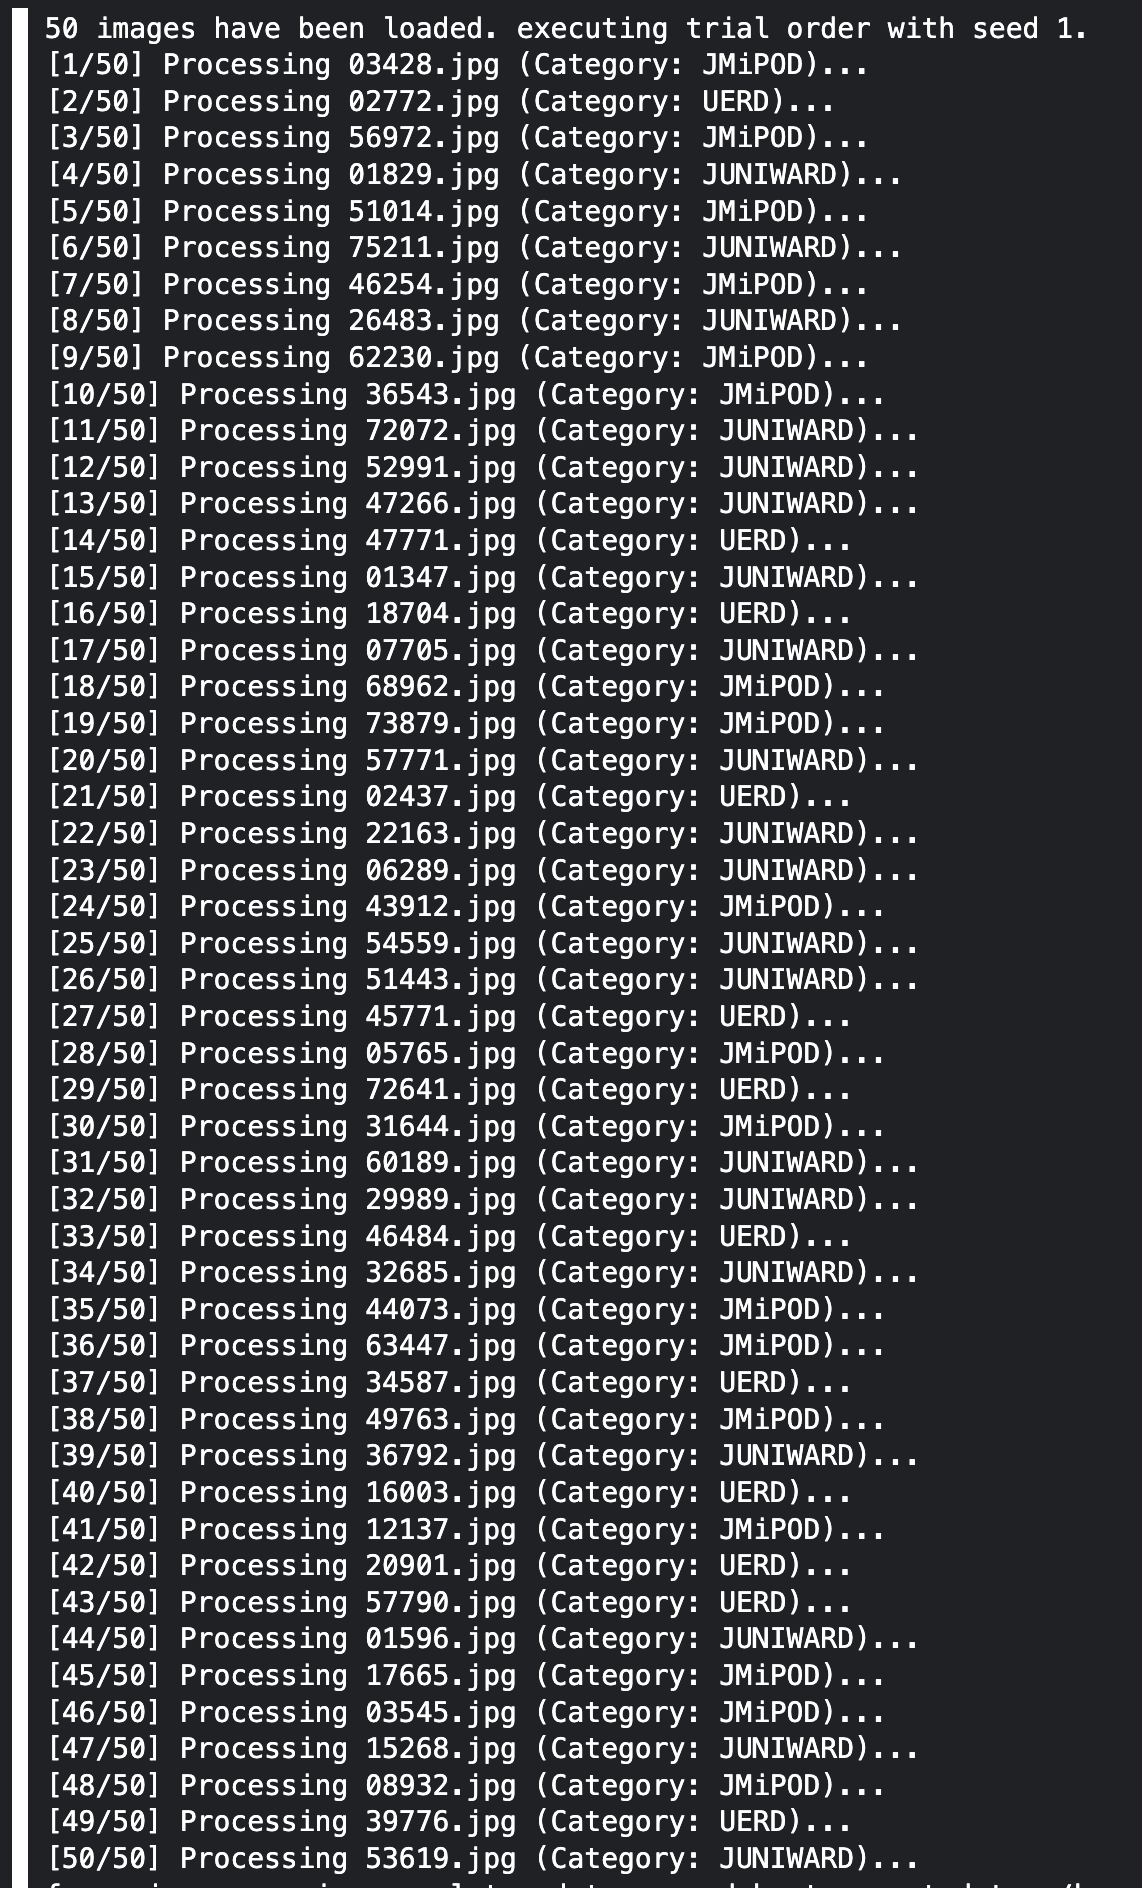 50 images have been loaded. executing trial order with seed 1.
[1/50] Processing 03428.jpg (Category: JMiPOD)...
[2/50] Processing 02772.jpg (Category: UERD)...
[3/50] Processing 56972.jpg (Category: JMiPOD)...
[4/50] Processing 01829.jpg (Category: JUNIWARD)...
[5/50] Processing 51014.jpg (Category: JMiPOD)...
[6/50] Processing 75211.jpg (Category: JUNIWARD)...
[7/50] Processing 46254.jpg (Category: JMiPOD)...
[8/50] Processing 26483.jpg (Category: JUNIWARD)...
[9/50] Processing 62230.jpg (Category: JMiPOD)...
[10/50] Processing 36543.jpg (Category: JMiPOD)...
[11/50] Processing 72072.jpg (Category: JUNIWARD)...
[12/50] Processing 52991.jpg (Category: JUNIWARD)...
[13/50] Processing 47266.jpg (Category: JUNIWARD)...
[14/50] Processing 47771.jpg (Category: UERD)...
[15/50] Processing 01347.jpg (Category: JUNIWARD)...
[16/50] Processing 18704.jpg (Category: UERD)...
[17/50] Processing 07705.jpg (Category: JUNIWARD)...
[18/50] Processing 68962.jpg (Category: JMiPOD)...
[19/50] Processing 73879.jpg (Category: JMiPOD)...
[20/50] Processing 57771.jpg (Category: JUNIWARD)...
[21/50] Processing 02437.jpg (Category: UERD)...
[22/50] Processing 22163.jpg (Category: JUNIWARD)...
[23/50] Processing 06289.jpg (Category: JUNIWARD)...
[24/50] Processing 43912.jpg (Category: JMiPOD)...
[25/50] Processing 54559.jpg (Category: JUNIWARD)...
[26/50] Processing 51443.jpg (Category: JUNIWARD)...
[27/50] Processing 45771.jpg (Category: UERD)...
[28/50] Processing 05765.jpg (Category: JMiPOD)...
[29/50] Processing 72641.jpg (Category: UERD)...
[30/50] Processing 31644.jpg (Category: JMiPOD)...
[31/50] Processing 60189.jpg (Category: JUNIWARD)...
[32/50] Processing 29989.jpg (Category: JUNIWARD)...
[33/50] Processing 46484.jpg (Category: UERD)...
[34/50] Processing 32685.jpg (Category: JUNIWARD)...
[35/50] Processing 44073.jpg (Category: JMiPOD)...
[36/50] Processing 63447.jpg (Category: JMiPOD)...
[37/50] Processing 34587.jpg (Category: UERD)...
[38/50] Processing 49763.jpg (Category: JMiPOD)...
[39/50] Processing 36792.jpg (Category: JUNIWARD)...
[40/50] Processing 16003.jpg (Category: UERD)...
[41/50] Processing 12137.jpg (Category: JMiPOD)...
[42/50] Processing 20901.jpg (Category: UERD)...
[43/50] Processing 57790.jpg (Category: UERD)...
[44/50] Processing 01596.jpg (Category: JUNIWARD)...
[45/50] Processing 17665.jpg (Category: JMiPOD)...
[46/50] Processing 03545.jpg (Category: JMiPOD)...
[47/50] Processing 15268.jpg (Category: JUNIWARD)...
[48/50] Processing 08932.jpg (Category: JMiPOD)...
[49/50] Processing 39776.jpg (Category: UERD)...
[50/50] Processing 53619.jpg (Category: JUNIWARD)...